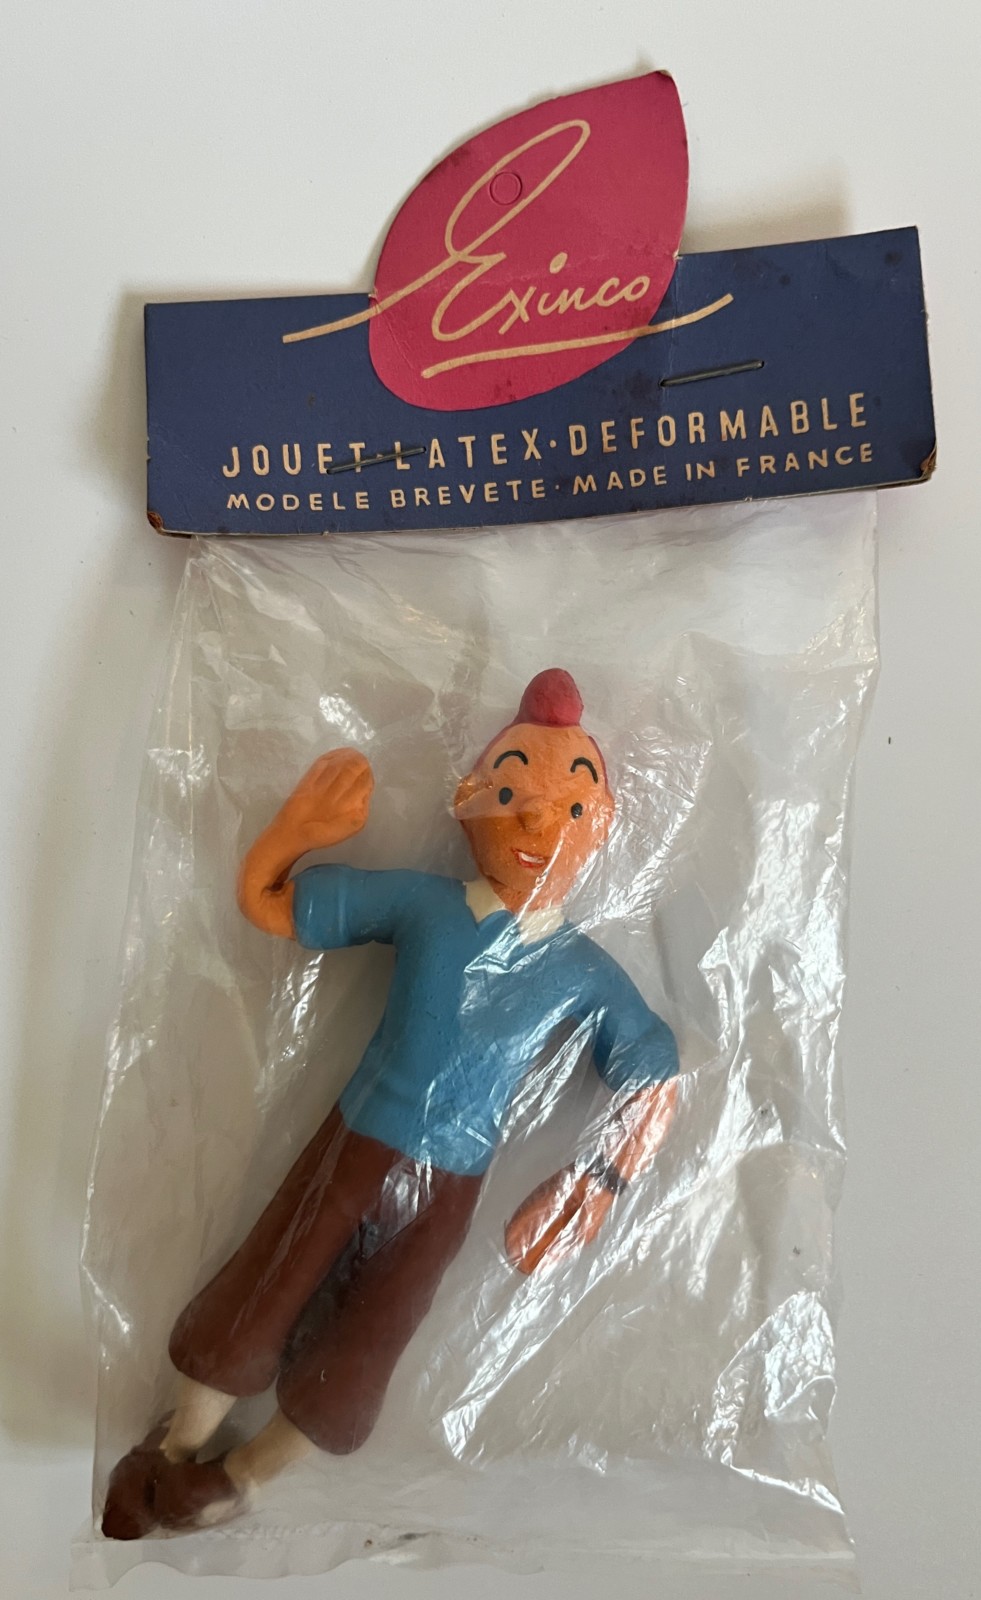 Exinco
JOUET·LATEX·DEFORMABLE
MODELE BREVETE·MADE IN FRANCE